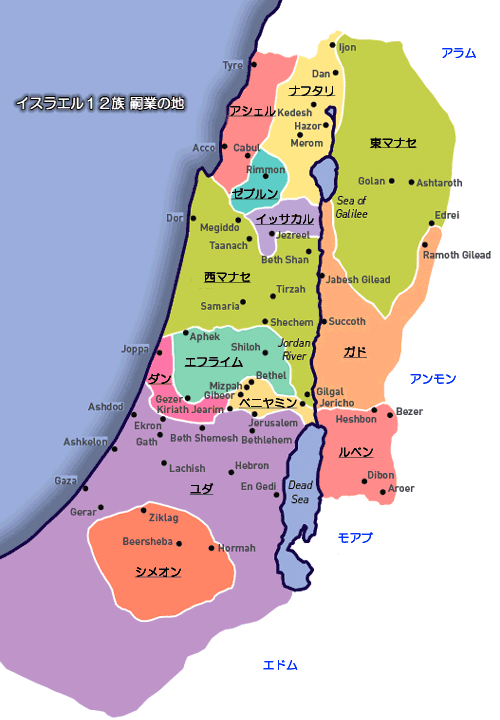 Ijon
アラム
Tyre
Dan
ナフタリ
イスラエル１２族 嗣業の地
アシェル
Kedesh
Hazor
Merom
東マナセ
Acco
Cabul
Rimmon
Golan
Ashtaroth
ゼブルン
Sea of
Galilee
Dor
Megiddo
イッサカル
Edrei
Taanach
Jezreel
Beth Shan
Ramoth Gilead
西マナセ
Jabesh Gilead
Tirzah
Samaria
Shechem
Succoth
Aphek
Joppa
Shiloh
Jordan
River
エフライム
ガド
ダン
Bethel
Mizpah
アンモン
Gezer
Gibeor
Gilgal
Jericho
ベニヤミン
Kiriath Jearim
Ashdod
Ekron
Jerusalem
Heshbon
Bezer
Gath
Beth Shemesh
Bethlehem
Ashkelon
ルベン
Lachish
Hebron
Dibon
Gaza
ユダ
En Gedi
Dead
Sea
Aroer
Gerar
Ziklag
モアブ
Beersheba
Hormah
シメオン
エドム